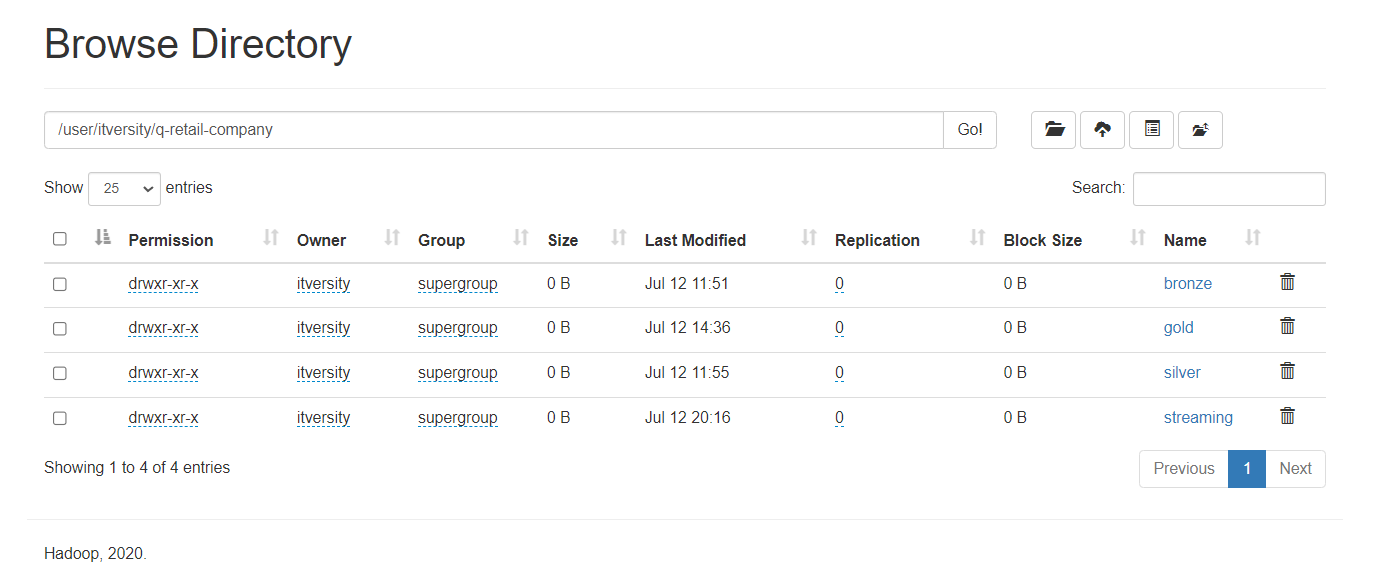 Browse Directory
/user/itversity/q-retail-company Go!
Show 25 entries Search:
Permission Owner Group Size Last Modified Replication Block Size Name
drwxr-xr-x itversity supergroup 0 B Jul 12 11:51 0 0 B bronze
drwxr-xr-x itversity supergroup 0 B Jul 12 14:36 0 0 B gold
drwxr-xr-x itversity supergroup 0 B Jul 12 11:55 0 0 B silver
drwxr-xr-x itversity supergroup 0 B Jul 12 20:16 0 0 B streaming
Showing 1 to 4 of 4 entries Previous 1 Next
Hadoop, 2020.